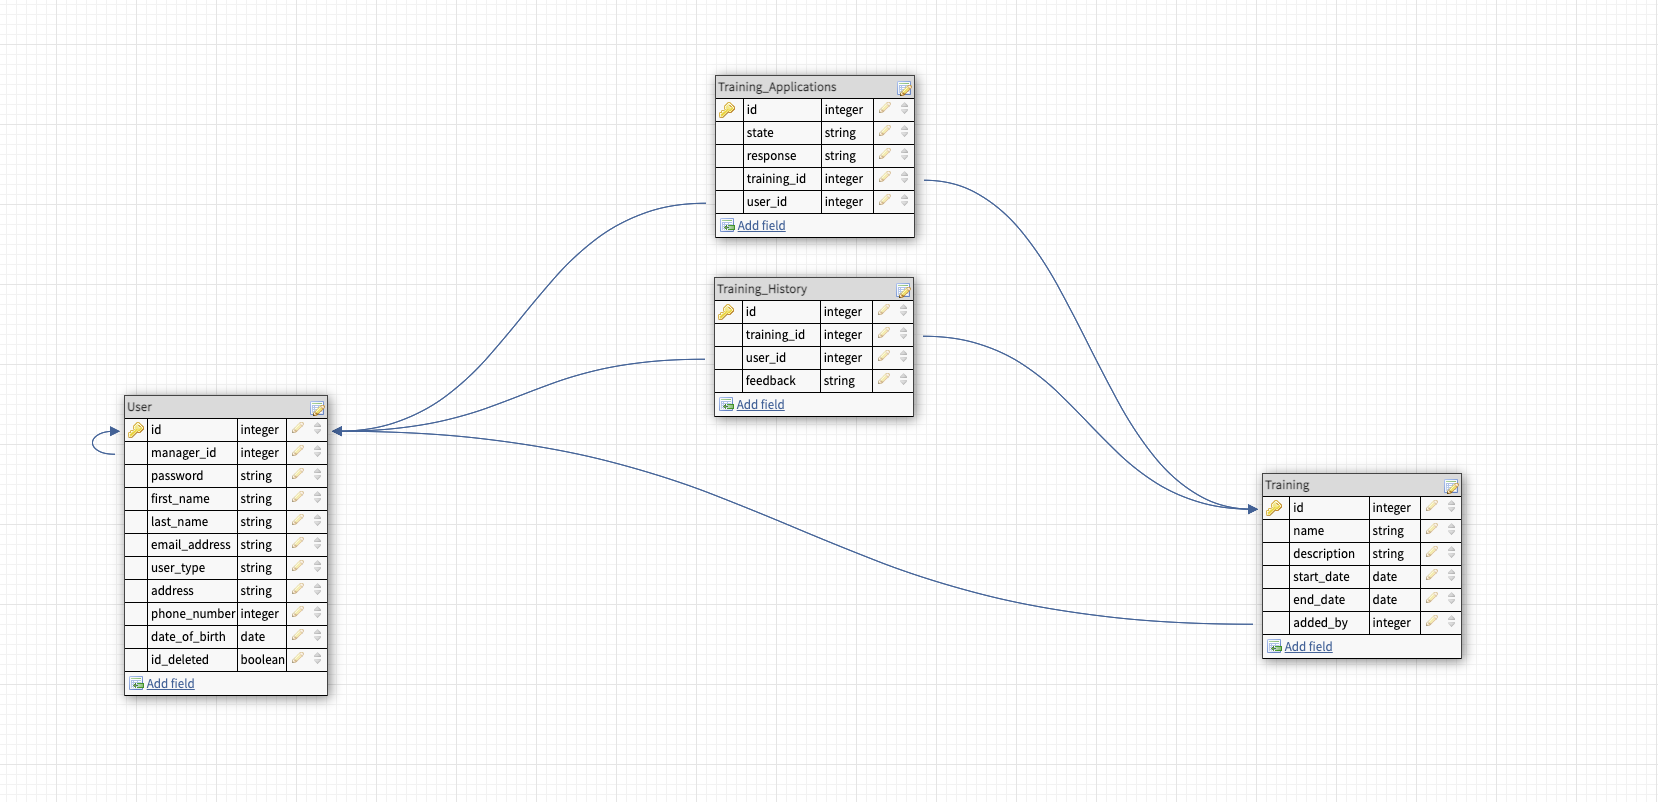 Training_Applications
id integer
state string
response string
training_id integer
user_id integer
Add field
Training_History
id integer
training_id integer
user_id integer
feedback string
Add field
User
id integer
manager_id integer
password string
first_name string
last_name string
email_address string
user_type string
address string
phone_number integer
date_of_birth date
id_deleted boolean
Add field
Training
id integer
name string
description string
start_date date
end_date date
added_by integer
Add field